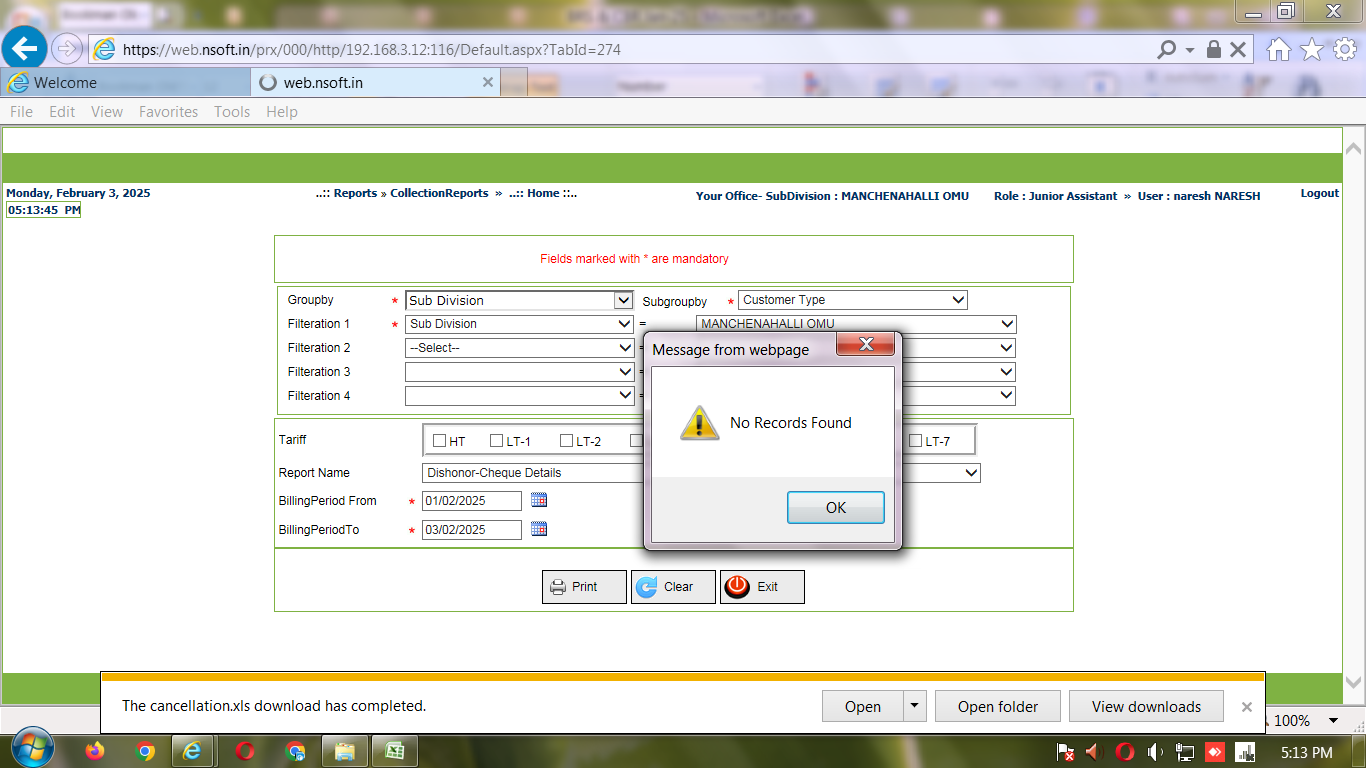 https://web.nsoft.in/prx/000/http/192.168.3.12:116/Default.aspx?TabId=274
Welcome
web.nsoft.in
File Edit View Favorites Tools Help
Monday, February 3, 2025
..:: Reports » CollectionReports » ..:: Home ::..
Your Office- SubDivision : MANCHENAHALLI OMU Role : Junior Assistant » User : naresh NARESH
Logout
05:13:45 PM
Fields marked with * are mandatory
Groupby * Sub Division Subgroupby * Customer Type
Filteration 1 * Sub Division = MANCHENAHALLI OMU
Filteration 2 --Select--
Filteration 3
Filteration 4
Message from webpage
No Records Found
OK
Tariff HT LT-1 LT-2 LT-7
Report Name Dishonor-Cheque Details
BillingPeriod From * 01/02/2025
BillingPeriodTo * 03/02/2025
Print Clear Exit
The cancellation.xls download has completed.
Open Open folder View downloads
100%
5:13 PM